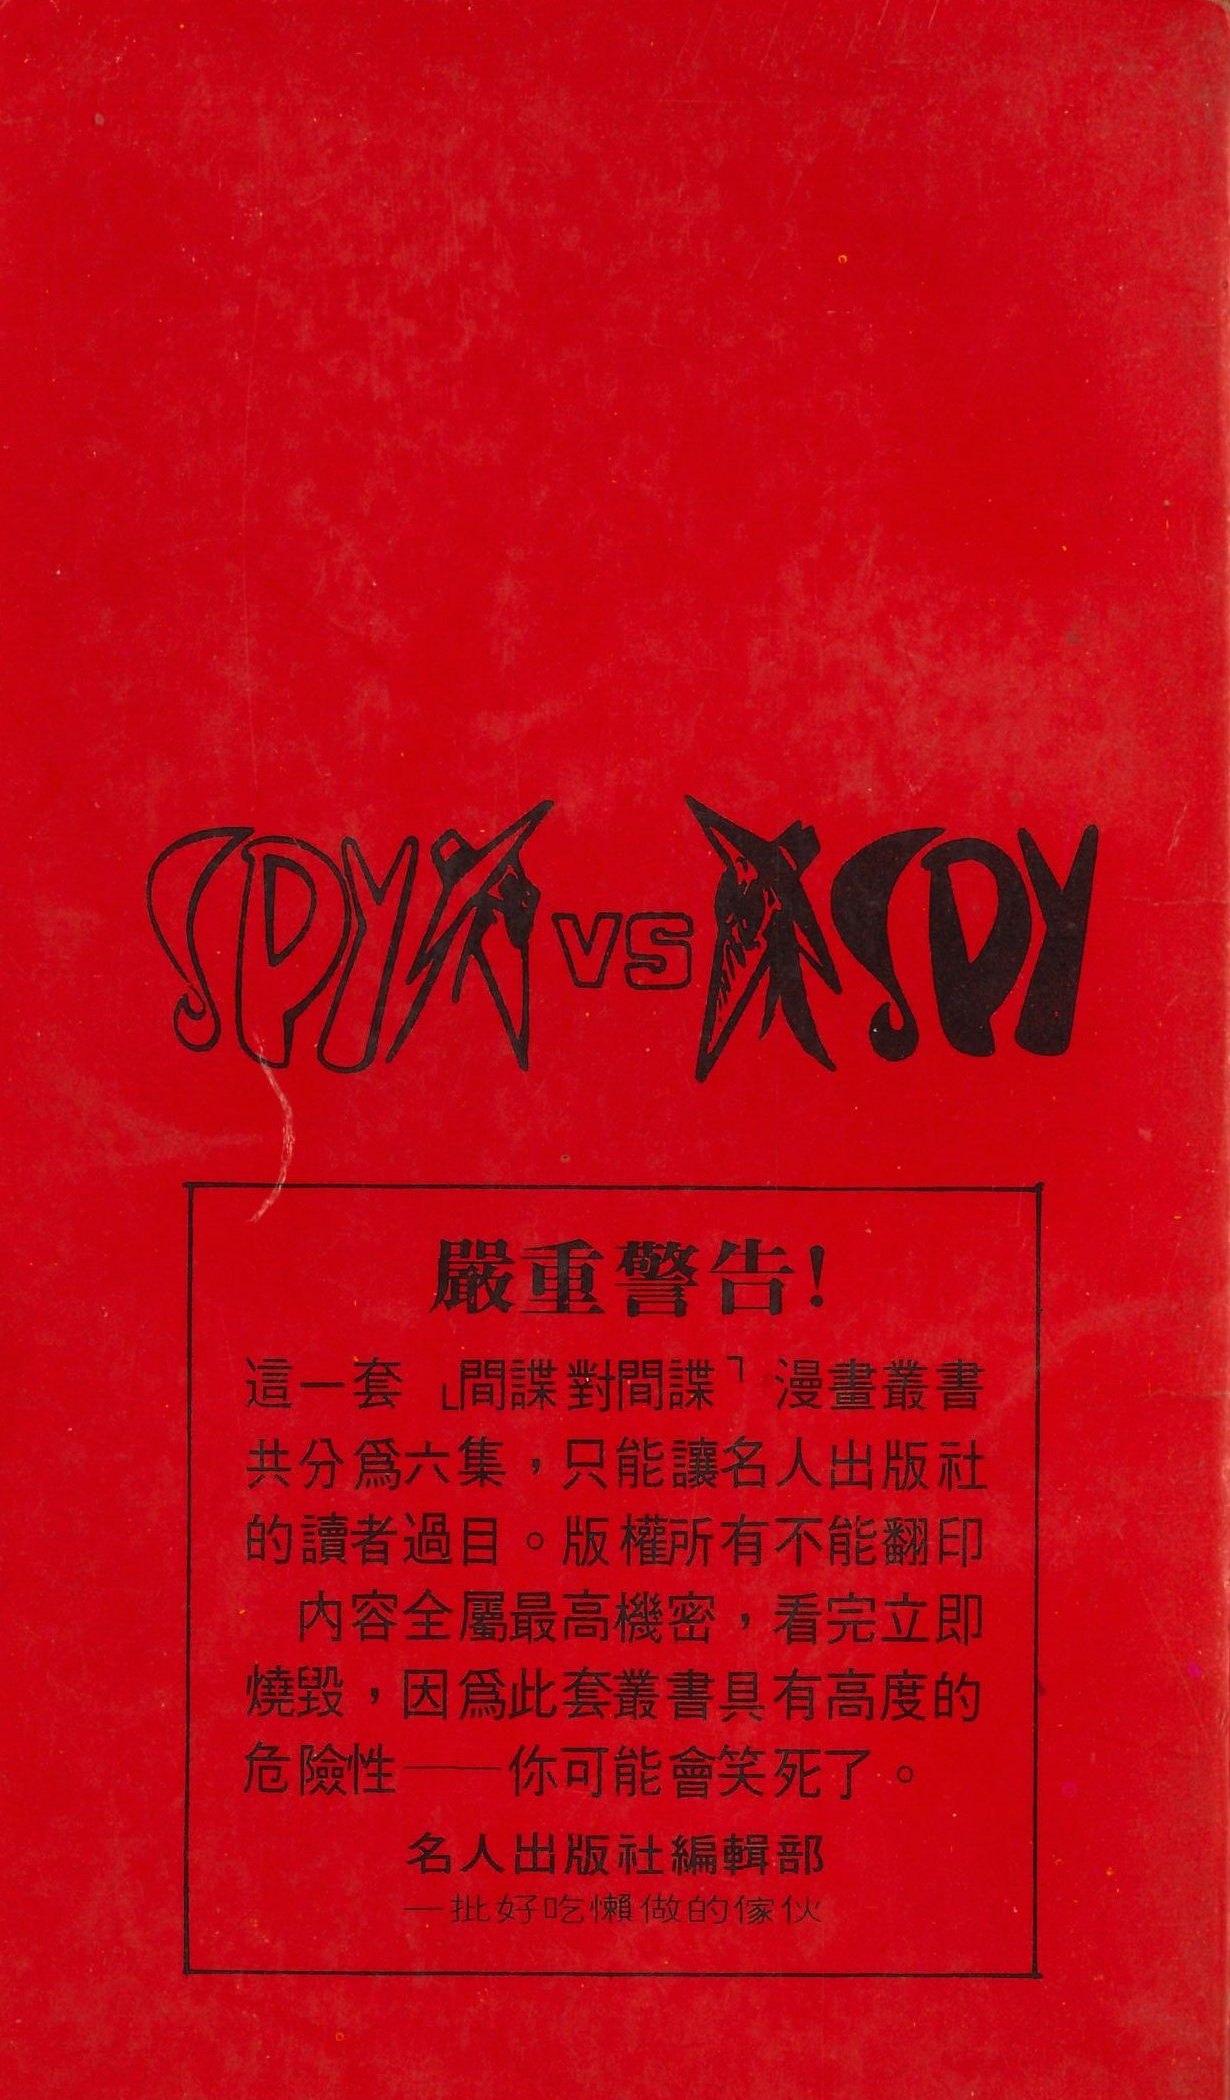 SPY VS SPY
嚴重警告!
這一套「間諜對間諜」漫畫叢書
共分爲六集，只能讓名人出版社
的讀者過目。版權所有不能翻印
內容全屬最高機密，看完立即
燒毀，因爲此套叢書具有高度的
危險性——你可能會笑死了。
名人出版社編輯部
一批好吃懶做的傢伙